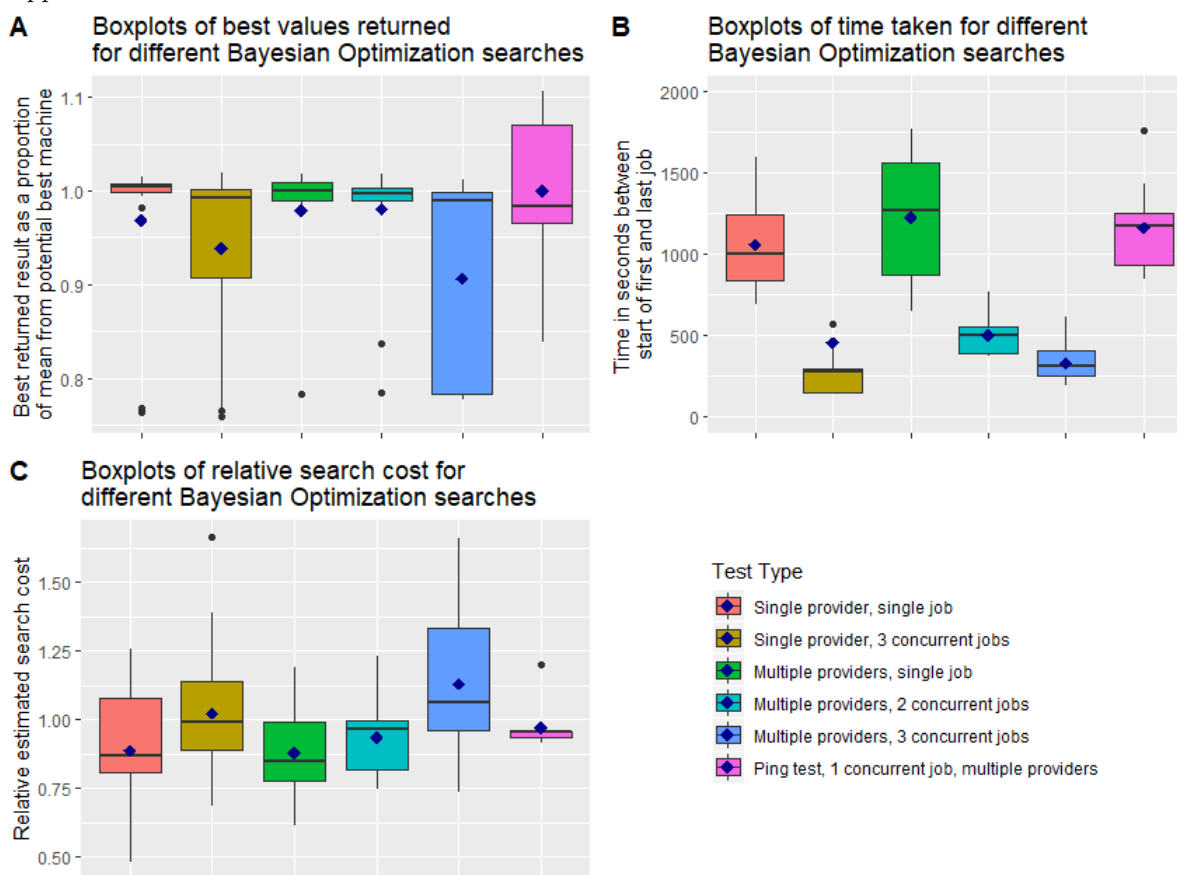 A
Boxplots of best values returned
for different Bayesian Optimization searches
Best returned result as a proportion
of mean from potential best machine
1.1
1.0
0.9
0.8
B
Boxplots of time taken for different
Bayesian Optimization searches
Time in seconds between
start of first and last job
2000
1500
1000
500
0
C
Boxplots of relative search cost for
different Bayesian Optimization searches
Relative estimated search cost
1.50
1.25
1.00
0.75
0.50
Test Type
Single provider, single job
Single provider, 3 concurrent jobs
Multiple providers, single job
Multiple providers, 2 concurrent jobs
Multiple providers, 3 concurrent jobs
Ping test, 1 concurrent job, multiple providers